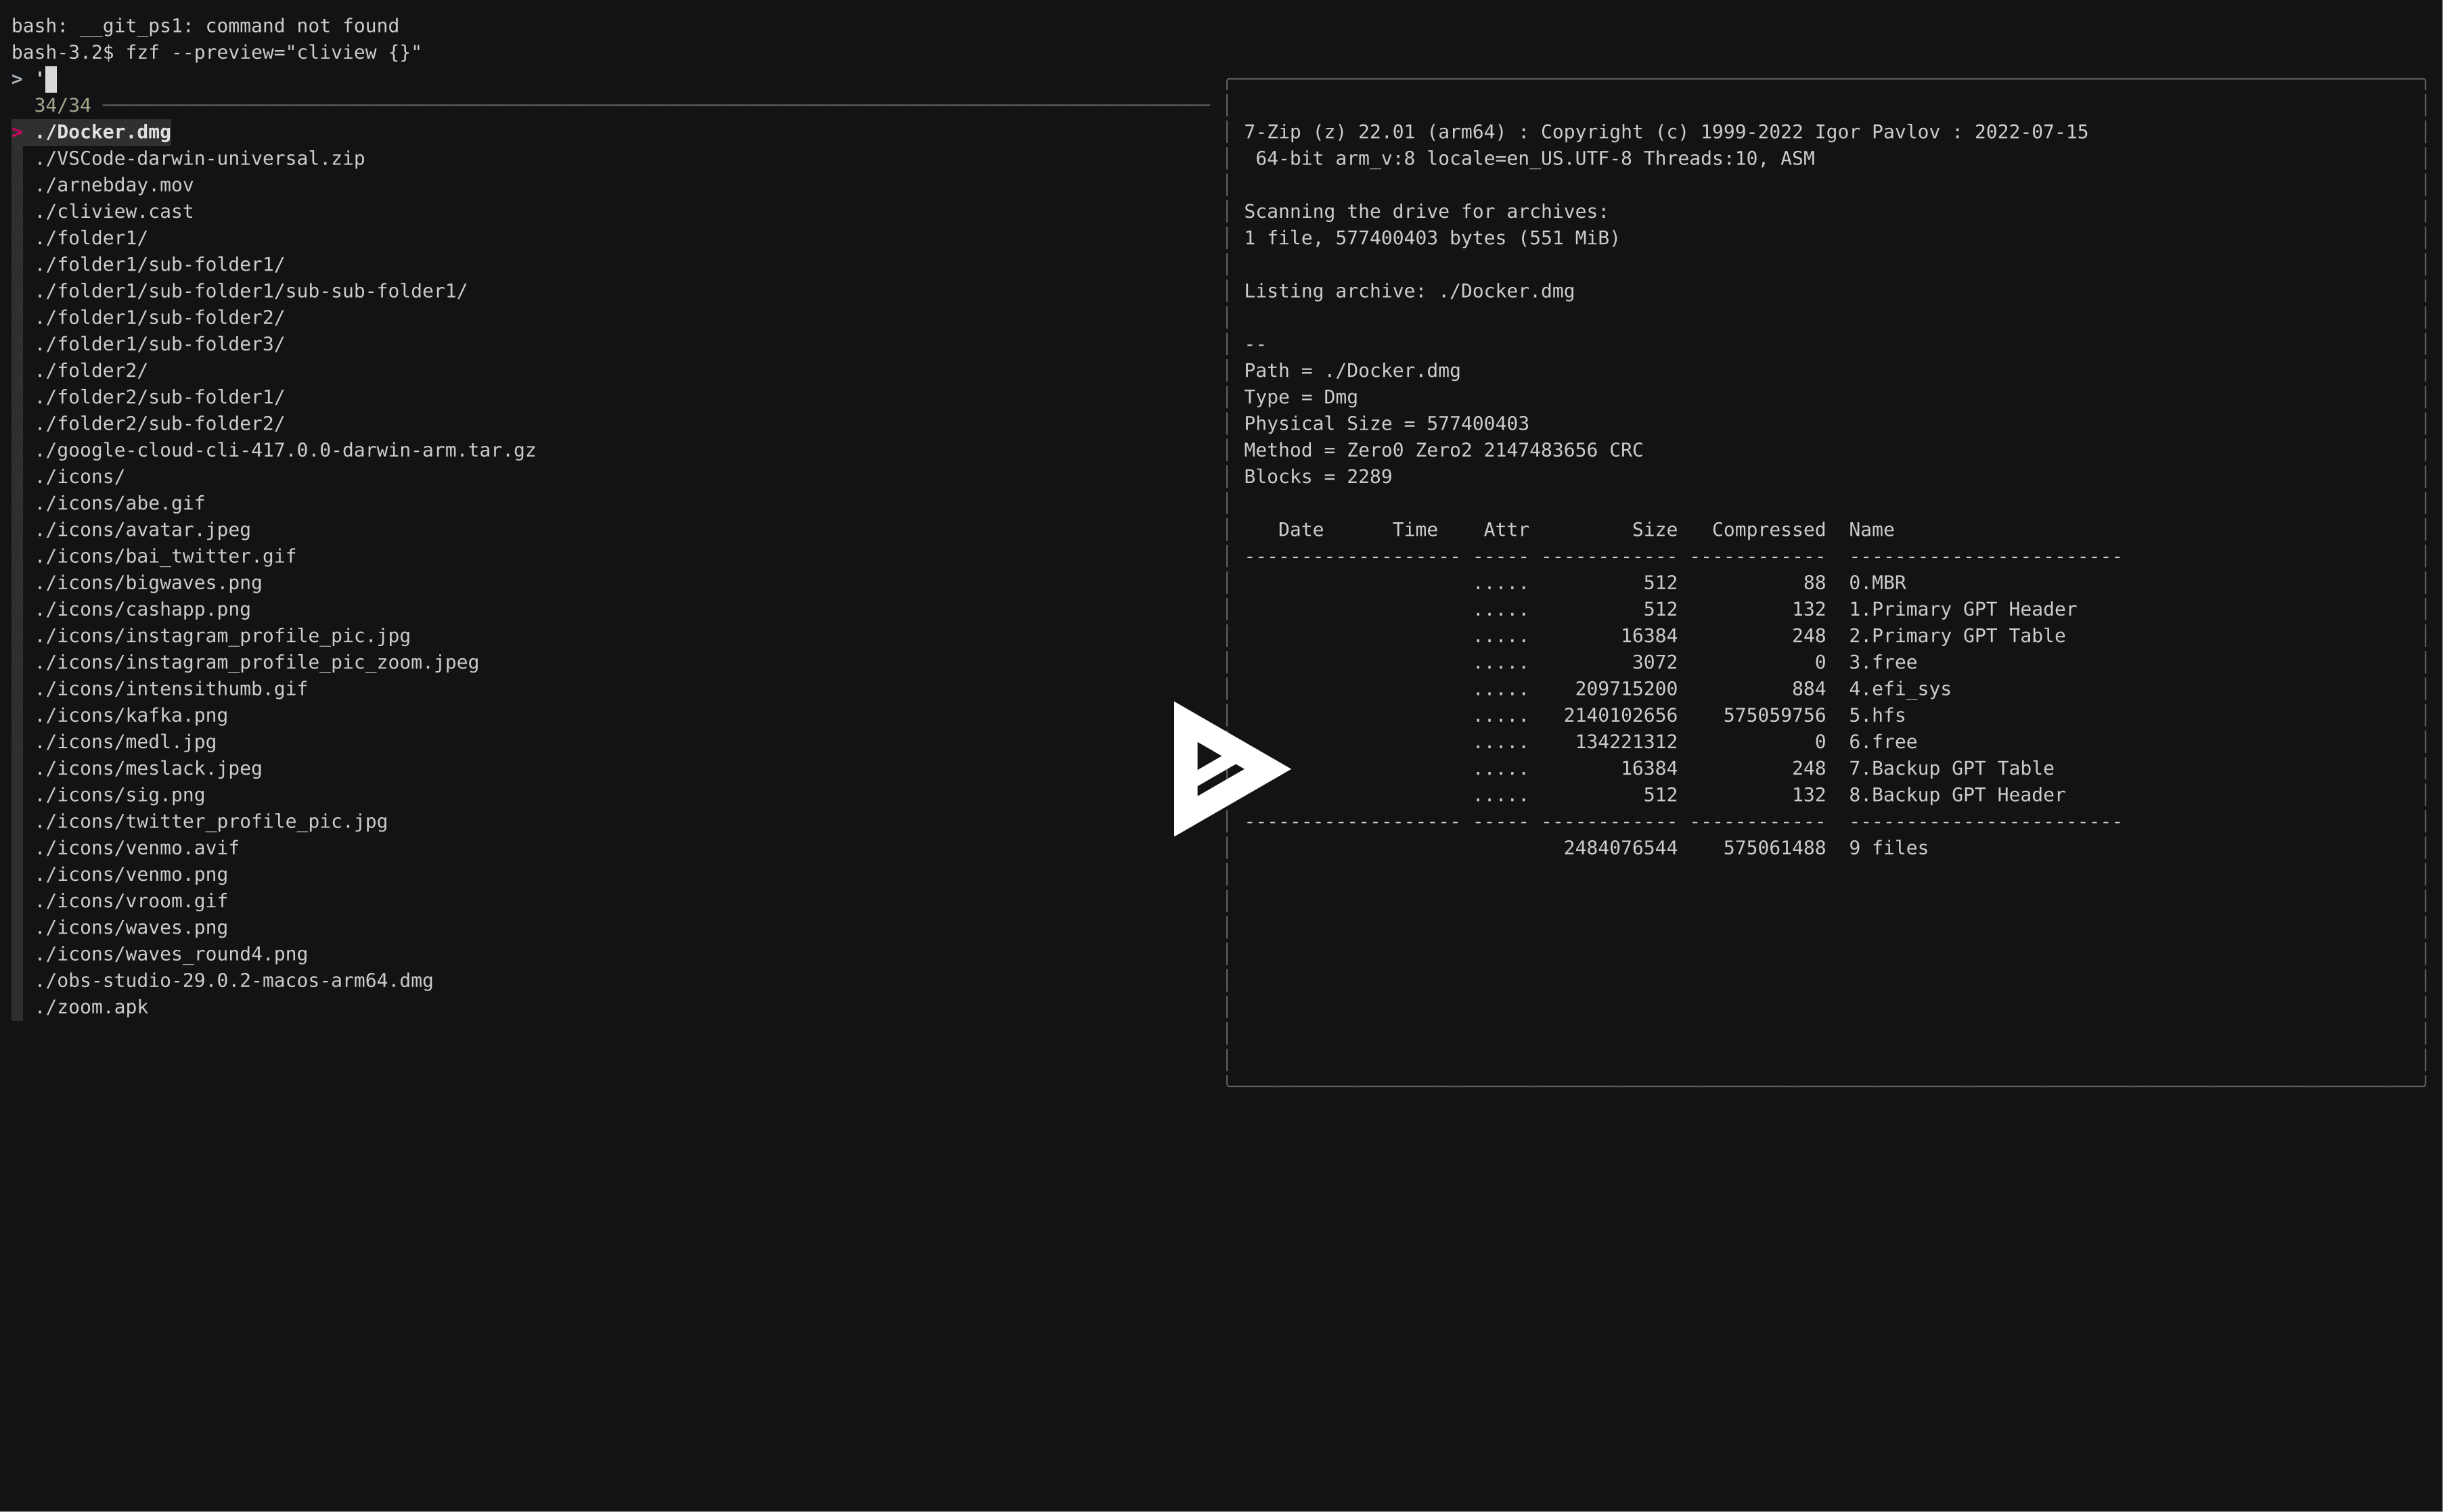 bash: __git_ps1: command not found
bash-3.2$ fzf --preview="cliview {}"
> '
34/34
> ./Docker.dmg
./VSCode-darwin-universal.zip
./arnebday.mov
./cliview.cast
./folder1/
./folder1/sub-folder1/
./folder1/sub-folder1/sub-sub-folder1/
./folder1/sub-folder2/
./folder1/sub-folder3/
./folder2/
./folder2/sub-folder1/
./folder2/sub-folder2/
./google-cloud-cli-417.0.0-darwin-arm.tar.gz
./icons/
./icons/abe.gif
./icons/avatar.jpeg
./icons/bai_twitter.gif
./icons/bigwaves.png
./icons/cashapp.png
./icons/instagram_profile_pic.jpg
./icons/instagram_profile_pic_zoom.jpeg
./icons/intensithumb.gif
./icons/kafka.png
./icons/medl.jpg
./icons/meslack.jpeg
./icons/sig.png
./icons/twitter_profile_pic.jpg
./icons/venmo.avif
./icons/venmo.png
./icons/vroom.gif
./icons/waves.png
./icons/waves_round4.png
./obs-studio-29.0.2-macos-arm64.dmg
./zoom.apk
7-Zip (z) 22.01 (arm64) : Copyright (c) 1999-2022 Igor Pavlov : 2022-07-15
64-bit arm_v:8 locale=en_US.UTF-8 Threads:10, ASM
Scanning the drive for archives:
1 file, 577400403 bytes (551 MiB)
Listing archive: ./Docker.dmg
--
Path = ./Docker.dmg
Type = Dmg
Physical Size = 577400403
Method = Zero0 Zero2 2147483656 CRC
Blocks = 2289
Date Time Attr Size Compressed Name
------------------- ----- ------------ ------------ ------------------------
..... 512 88 0.MBR
..... 512 132 1.Primary GPT Header
..... 16384 248 2.Primary GPT Table
..... 3072 0 3.free
..... 209715200 884 4.efi_sys
..... 2140102656 575059756 5.hfs
..... 134221312 0 6.free
..... 16384 248 7.Backup GPT Table
..... 512 132 8.Backup GPT Header
------------------- ----- ------------ ------------ ------------------------
2484076544 575061488 9 files